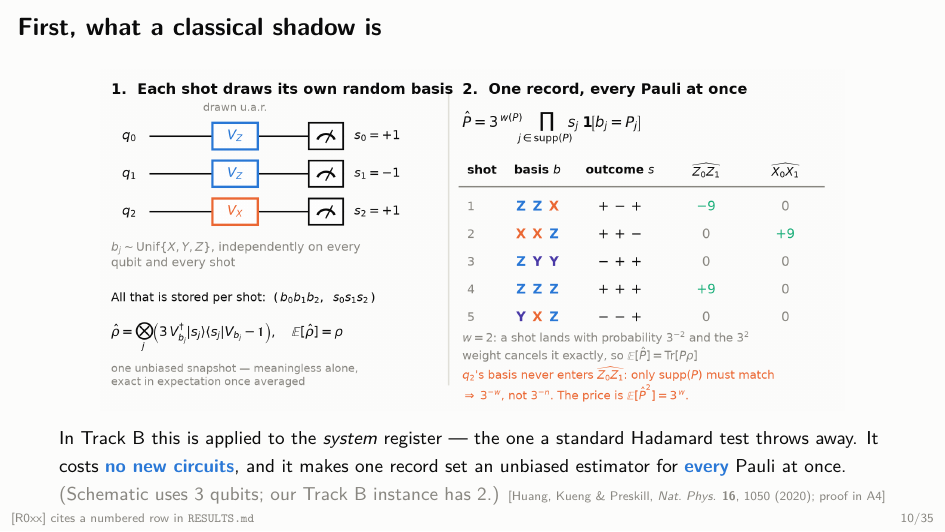 First, what a classical shadow is
1. Each shot draws its own random basis
drawn u.a.r.
q₀ V_Z s₀ = +1
q₁ V_Z s₁ = −1
q₂ V_X s₂ = +1
b_j ~ Unif{X, Y, Z}, independently on every
qubit and every shot
All that is stored per shot: (b₀b₁b₂, s₀s₁s₂)
ρ̂ = ⨂_j (3 V†_{b_j}|s_j⟩⟨s_j|V_{b_j} − 1), 𝔼[ρ̂] = ρ
one unbiased snapshot — meaningless alone,
exact in expectation once averaged
2. One record, every Pauli at once
P̂ = 3^{w(P)} ∏_{j ∈ supp(P)} s_j 1[b_j = P_j]
shot basis b outcome s Z₀Z₁^ X₀X₁^
1 Z Z X + − + −9 0
2 X X Z + + − 0 +9
3 Z Y Y − + + 0 0
4 Z Z Z + + + +9 0
5 Y X Z − − + 0 0
w = 2: a shot lands with probability 3⁻² and the 3²
weight cancels it exactly, so 𝔼[P̂] = Tr[Pρ]
q₂'s basis never enters Z₀Z₁^: only supp(P) must match
⇒ 3^{−w}, not 3^{−n}. The price is 𝔼[P̂²] = 3^w.
In Track B this is applied to the system register — the one a standard Hadamard test throws away. It
costs no new circuits, and it makes one record set an unbiased estimator for every Pauli at once.
(Schematic uses 3 qubits; our Track B instance has 2.) [Huang, Kueng & Preskill, Nat. Phys. 16, 1050 (2020); proof in A4]
[R0xx] cites a numbered row in RESULTS.md
10/35